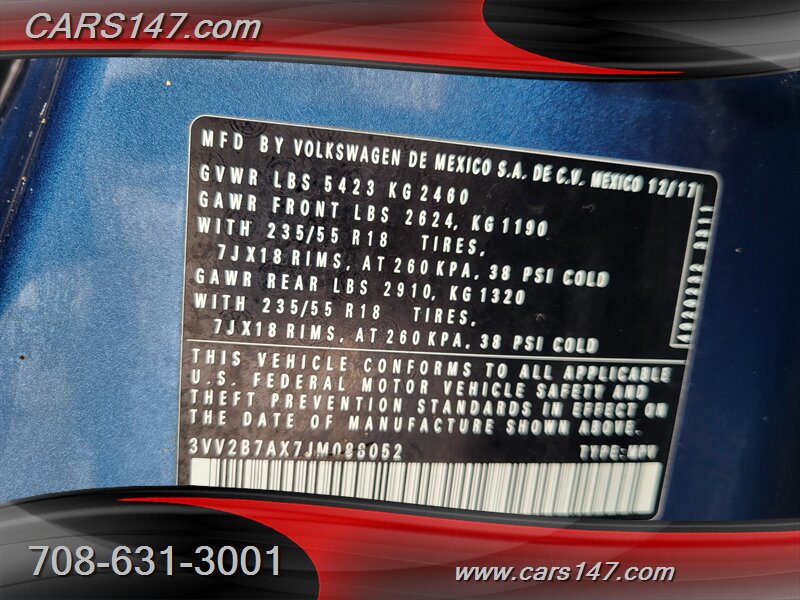 CARS147.com
MFD BY VOLKSWAGEN DE MEXICO S.A. DE C.V. MEXICO 12/17
GVWR LBS 5423 KG 2460
GAWR FRONT LBS 2624, KG 1190
WITH 235/55 R18 TIRES,
7JX18 RIMS, AT 260 KPA, 38 PSI COLD
GAWR REAR LBS 2910, KG 1320
WITH 235/55 R18 TIRES,
7JX18 RIMS, AT 260 KPA, 38 PSI COLD
THIS VEHICLE CONFORMS TO ALL APPLICABLE
U.S. FEDERAL MOTOR VEHICLE SAFETY AND
THEFT PREVENTION STANDARDS IN EFFECT ON
THE DATE OF MANUFACTURE SHOWN ABOVE.
3VV2B7AX7JM088052 TYPE:MPV
708-631-3001
www.cars147.com